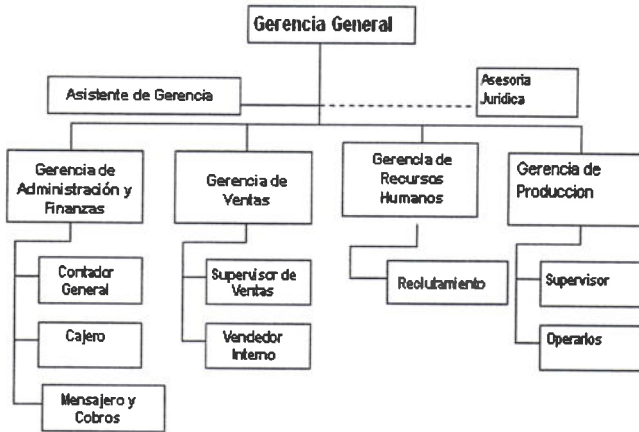 Gerencia General
Asistente de Gerencia
Asesoria
Juridica
Gerencia de
Administración y
Finanzas
Gerencia de
Ventas
Gerencia de
Recursos
Humanos
Gerencia de
Produccion
Contador
General
Supervisor de
Ventas
Reclutamiento
Supervisor
Cajero
Vendedor
Interno
Operarios
Mensajero y
Cobros